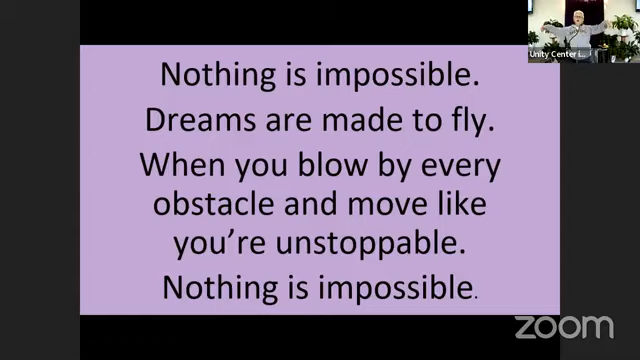 Unity Center i...
Nothing is impossible.
Dreams are made to fly.
When you blow by every
obstacle and move like
you're unstoppable.
Nothing is impossible.
zoom